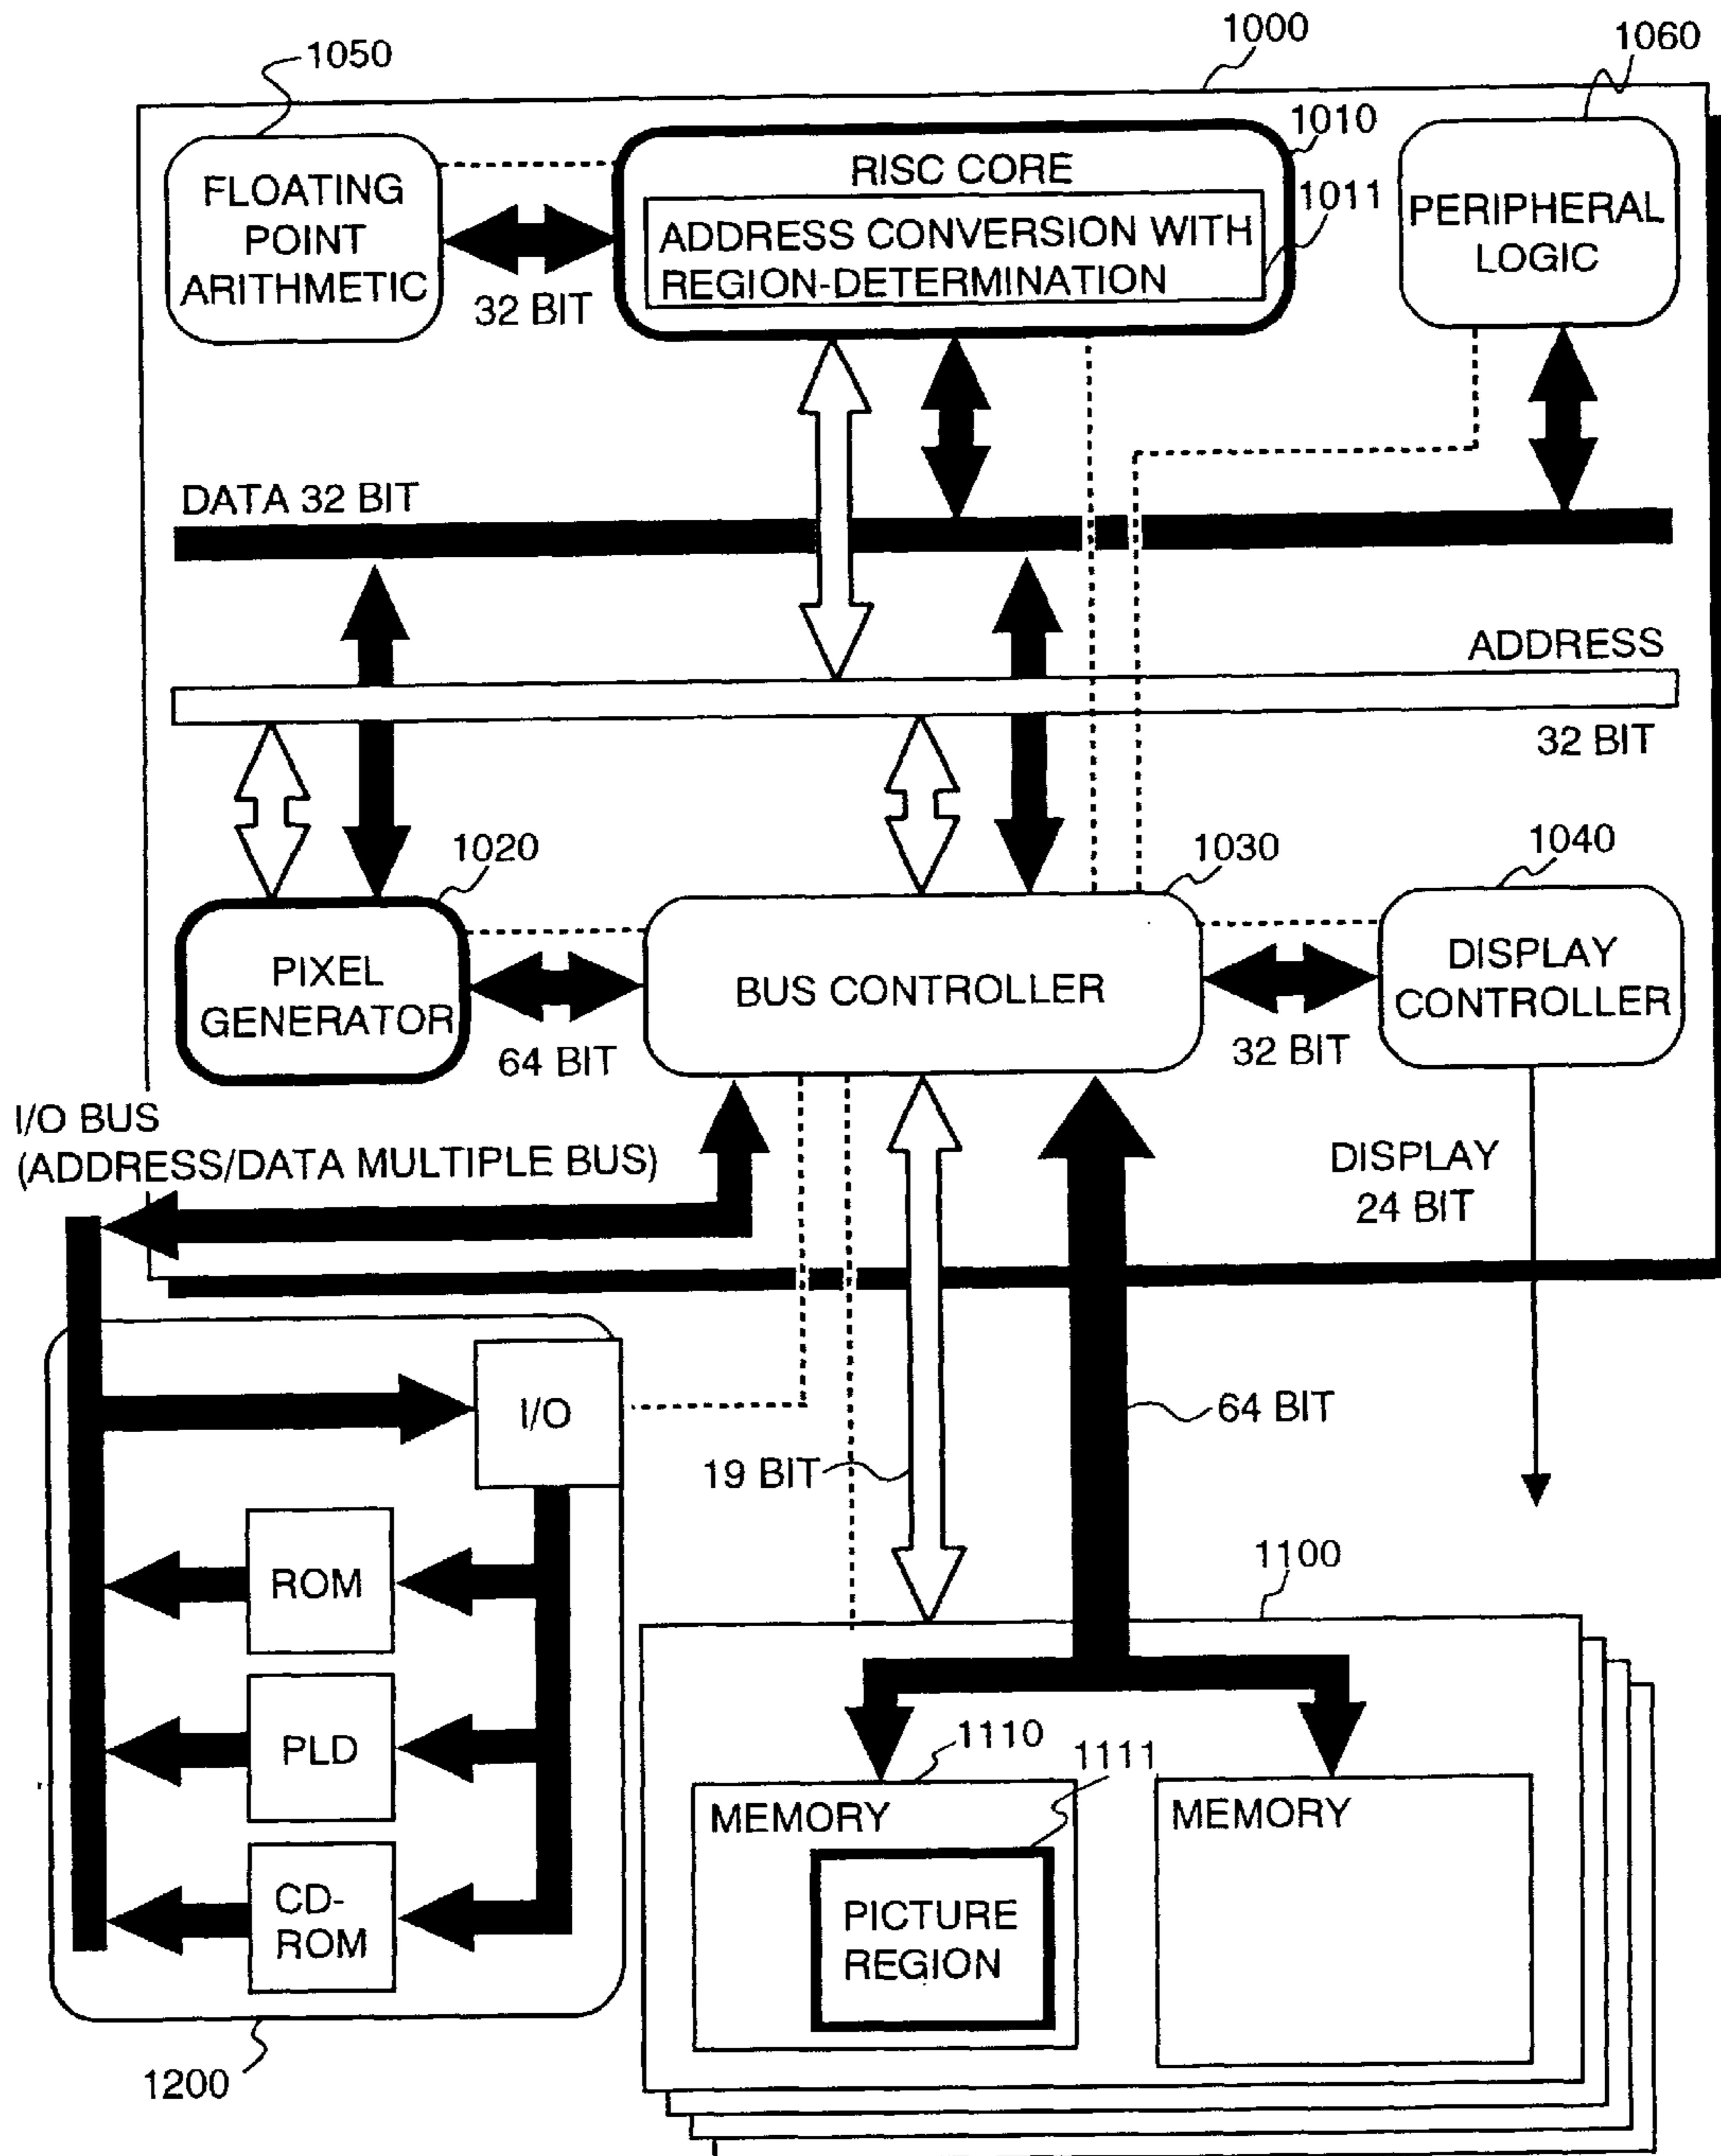 1050
1000
1060
1010
FLOATING
POINT
ARITHMETIC
32 BIT
RISC CORE
1011
ADDRESS CONVERSION WITH
REGION-DETERMINATION
PERIPHERAL
LOGIC
DATA 32 BIT
ADDRESS
32 BIT
1020
1030
1040
PIXEL
GENERATOR
64 BIT
BUS CONTROLLER
32 BIT
DISPLAY
CONTROLLER
I/O BUS
(ADDRESS/DATA MULTIPLE BUS)
DISPLAY
24 BIT
I/O
64 BIT
19 BIT
ROM
1100
PLD
1110
1111
MEMORY
MEMORY
CD-
ROM
PICTURE
REGION
1200